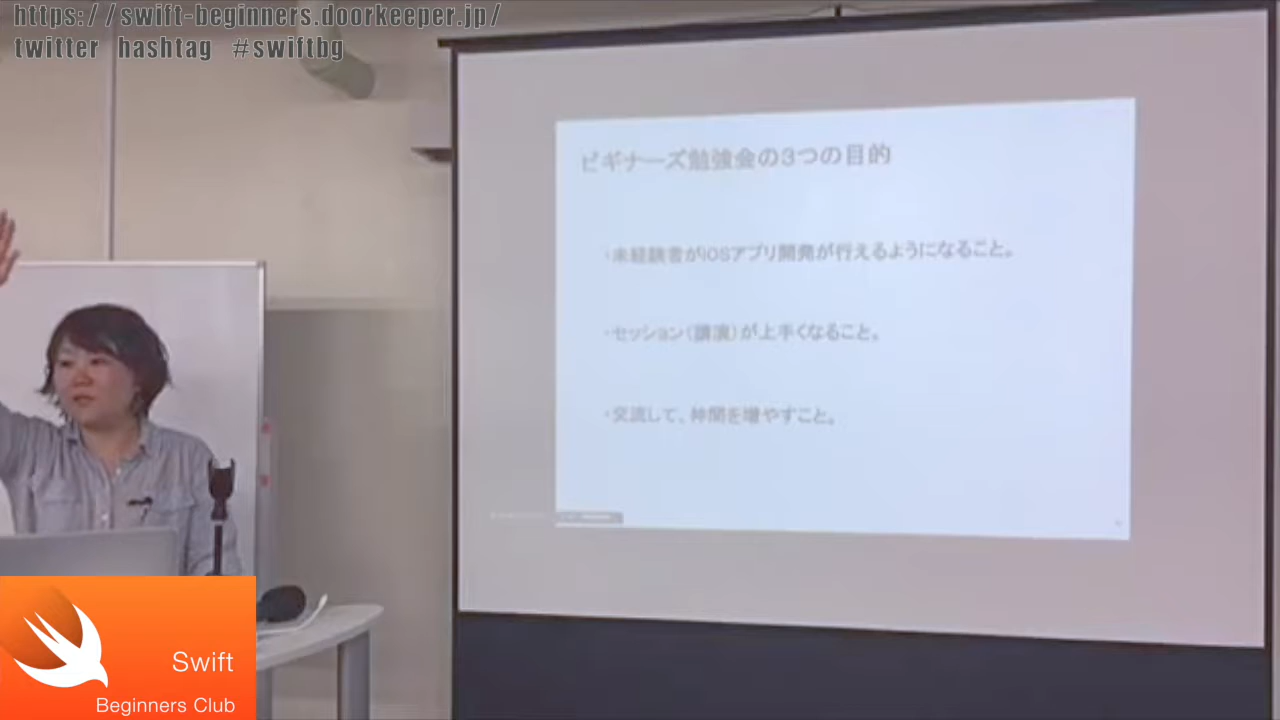 https://swift-beginners.doorkeeper.jp/
twitter hashtag #swiftbg
ビギナーズ勉強会の3つの目的
・未経験者がiOSアプリ開発が行えるようになること。
・セッション(講演)が上手くなること。
・交流して、仲間を増やすこと。
Swift
Beginners Club